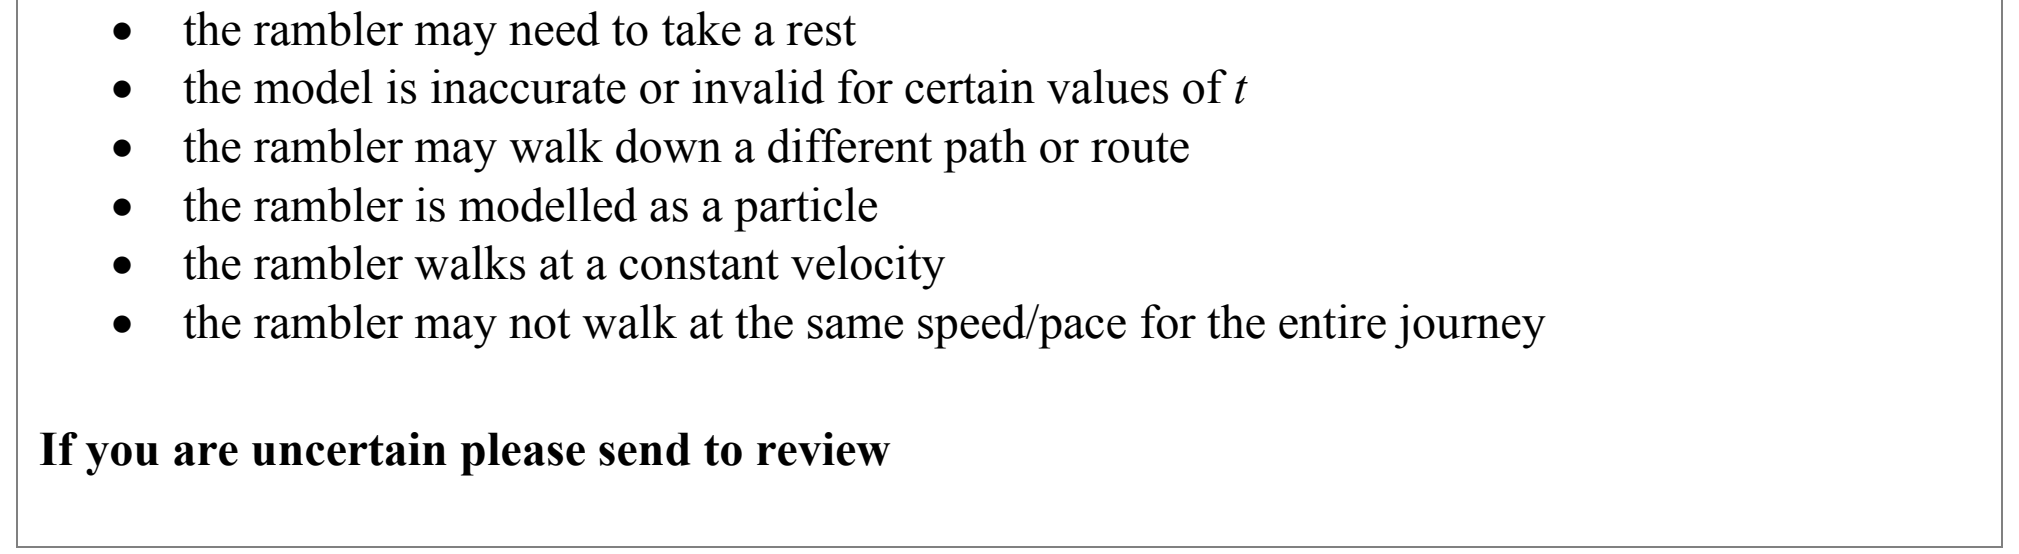 • the rambler may need to take a rest
• the model is inaccurate or invalid for certain values of t
• the rambler may walk down a different path or route
• the rambler is modelled as a particle
• the rambler walks at a constant velocity
• the rambler may not walk at the same speed/pace for the entire journey
If you are uncertain please send to review